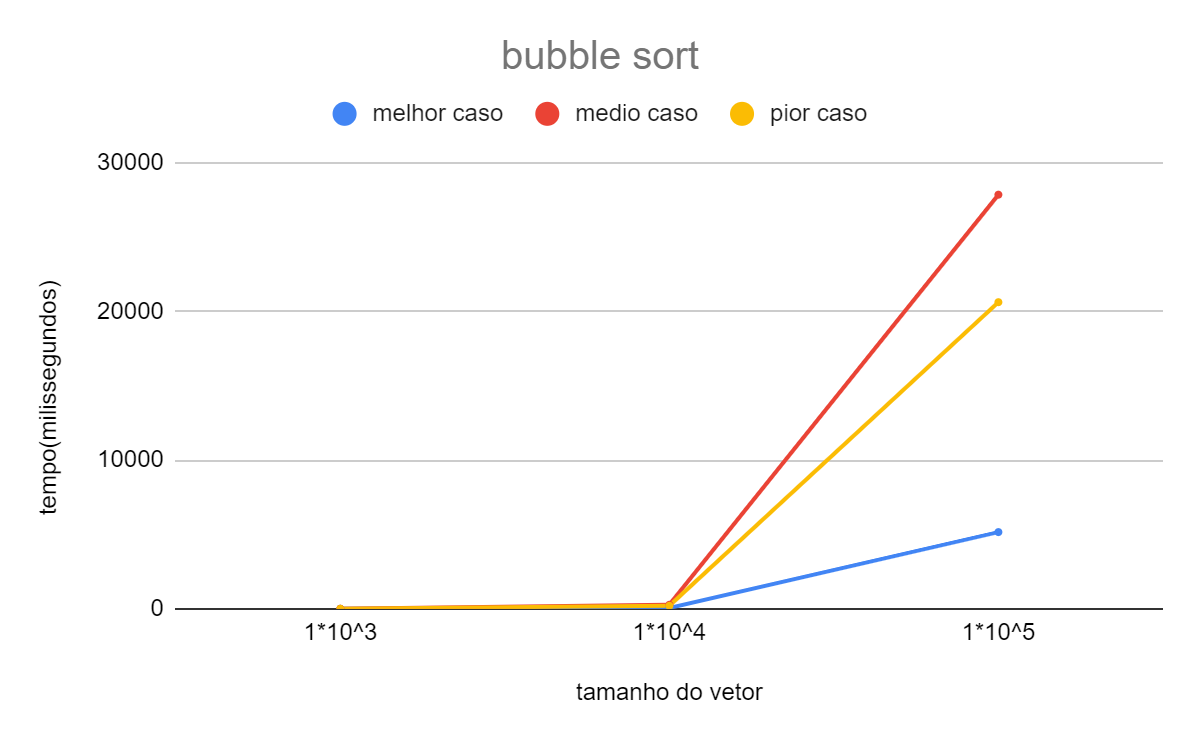 bubble sort
melhor caso medio caso pior caso
30000
20000
10000
0
tempo(milissegundos)
1*10^3 1*10^4 1*10^5
tamanho do vetor